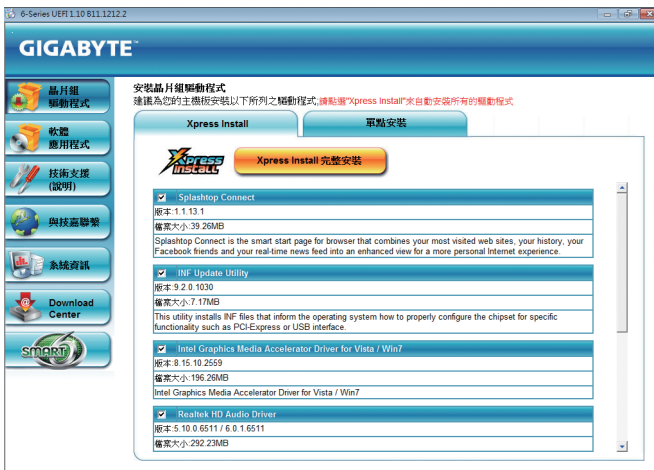 6-Series UEFI 1.10 B11.1212.2
GIGABYTE™
晶片組
驅動程式
軟體
應用程式
技術支援
(說明)
與技嘉聯繫
系統資訊
Download
Center
SMART
安裝晶片組驅動程式
建議為您的主機板安裝以下所列之驅動程式;請點選"Xpress Install"來自動安裝所有的驅動程式
Xpress Install
單點安裝
Xpress
INSTALL
Xpress Install 完整安裝
Splashtop Connect
版本:1.1.13.1
檔案大小:39.26MB
Splashtop Connect is the smart start page for browser that combines your most visited web sites, your history, your
Facebook friends and your real-time news feed into an enhanced view for a more personal Internet experience.
INF Update Utility
版本:9.2.0.1030
檔案大小:7.17MB
This utility installs INF files that inform the operating system how to properly configure the chipset for specific
functionality such as PCI-Express or USB interface.
Intel Graphics Media Accelerator Driver for Vista / Win7
版本:8.15.10.2559
檔案大小:196.26MB
Intel Graphics Media Accelerator Driver for Vista / Win7
Realtek HD Audio Driver
版本:5.10.0.6511 / 6.0.1.6511
檔案大小:292.23MB